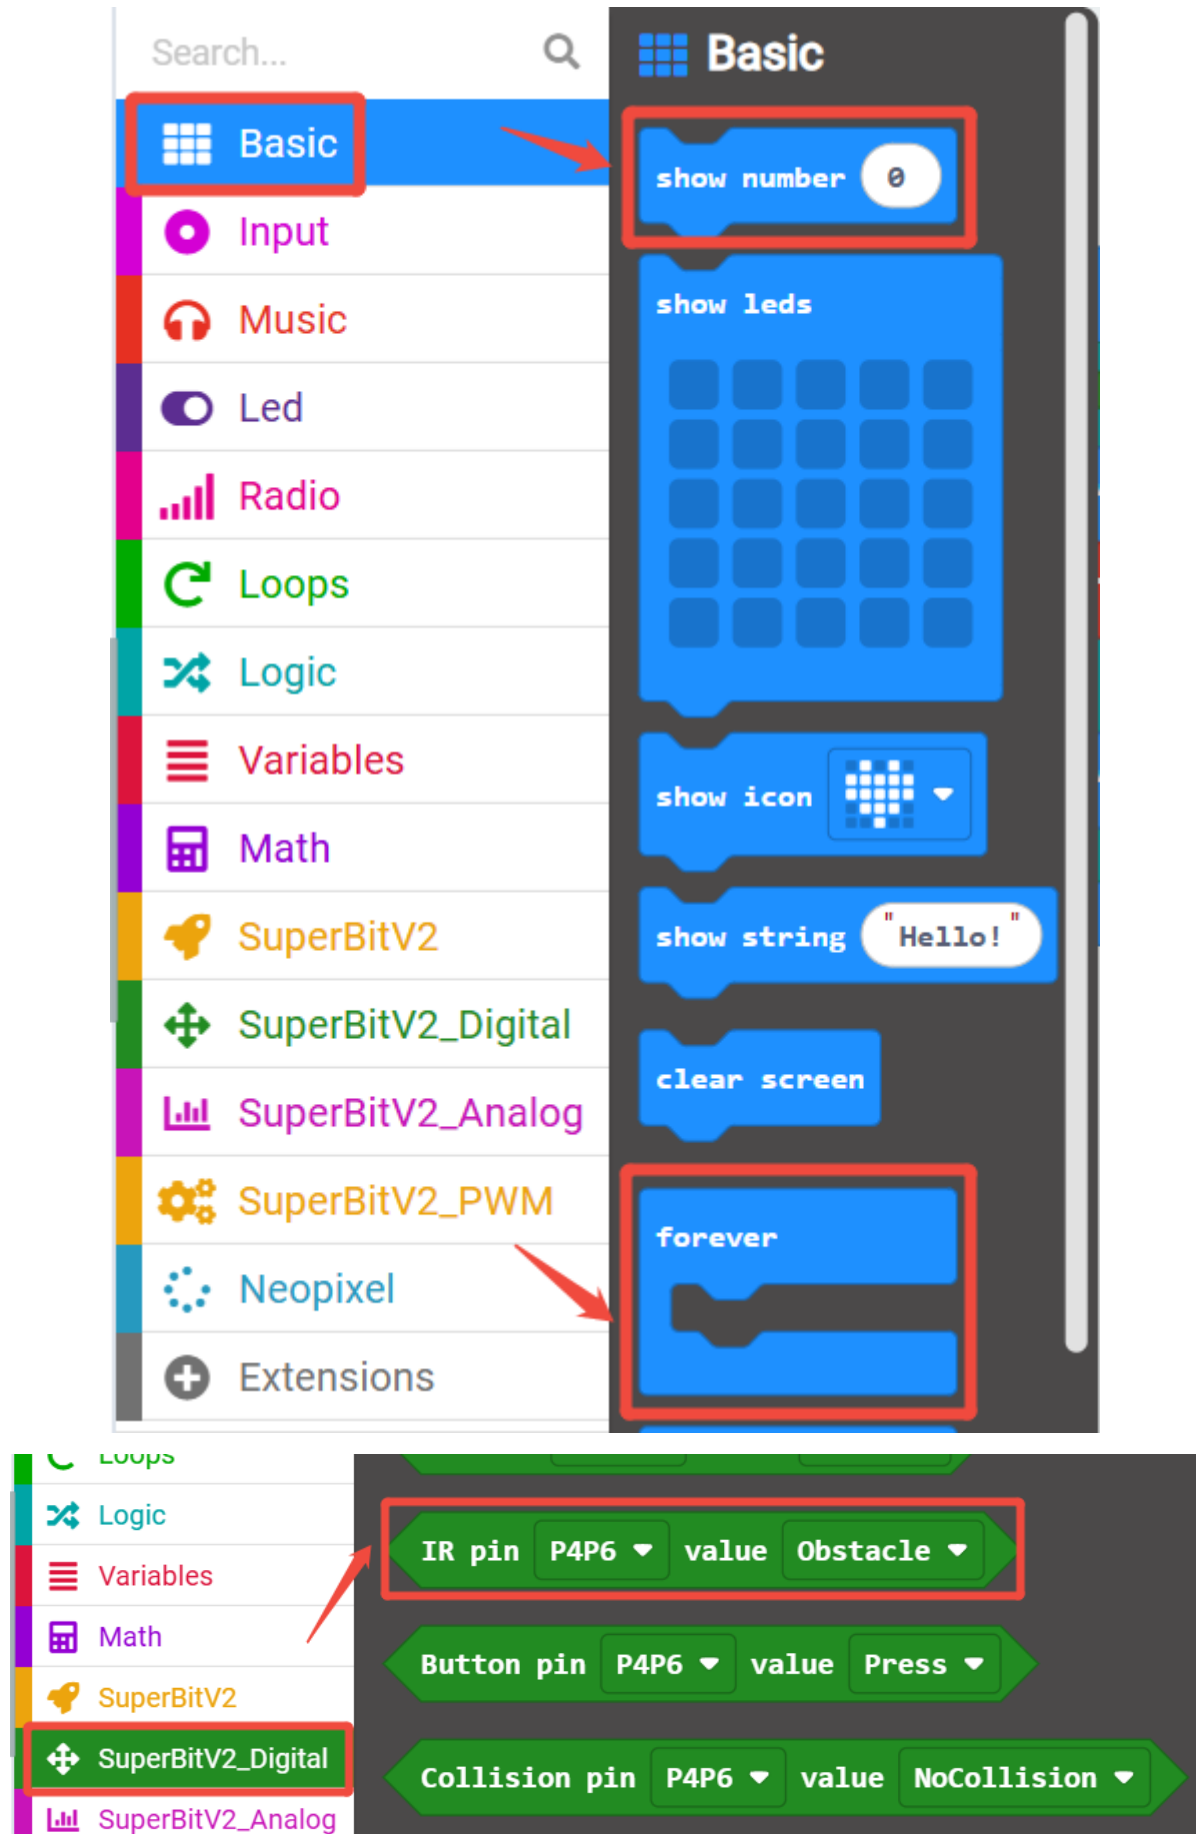 Search...
Basic
Input
Music
Led
Radio
Loops
Logic
Variables
Math
SuperBitV2
SuperBitV2_Digital
SuperBitV2_Analog
SuperBitV2_PWM
Neopixel
Extensions
Basic
show number 0
show leds
show icon
show string "Hello!"
clear screen
forever
Loops
Logic
Variables
Math
SuperBitV2
SuperBitV2_Digital
SuperBitV2_Analog
IR pin P4P6 value Obstacle
Button pin P4P6 value Press
Collision pin P4P6 value NoCollision